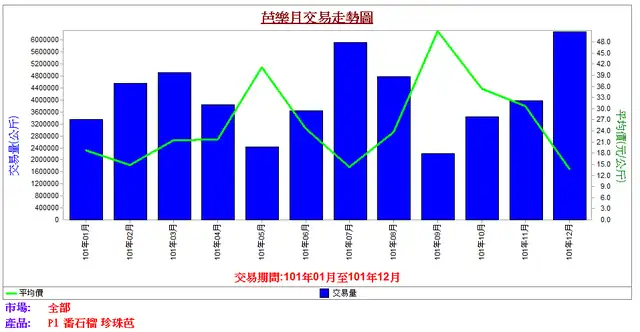 芭樂月交易走勢圖
交易量(公斤)
6000000
5600000
5200000
4800000
4400000
4000000
3600000
3200000
2800000
2400000
2000000
1600000
1200000
800000
400000
0
平均價(元/公斤)
48.0
45.0
42.0
39.0
36.0
33.0
30.0
27.0
24.0
21.0
18.0
15.0
12.0
9.0
6.0
3.0
0.0
101年01月
101年02月
101年03月
101年04月
101年05月
101年06月
101年07月
101年08月
101年09月
101年10月
101年11月
101年12月
交易期間:101年01月至101年12月
平均價 交易量
市場: 全部
產品: P1 番石榴 珍珠芭